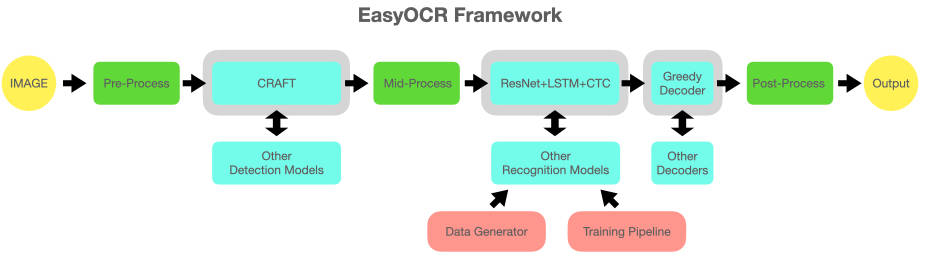 EasyOCR Framework
IMAGE
Pre-Process
CRAFT
Mid-Process
ResNet+LSTM+CTC
Greedy
Decoder
Post-Process
Output
Other
Detection Models
Other
Recognition Models
Other
Decoders
Data Generator
Training Pipeline